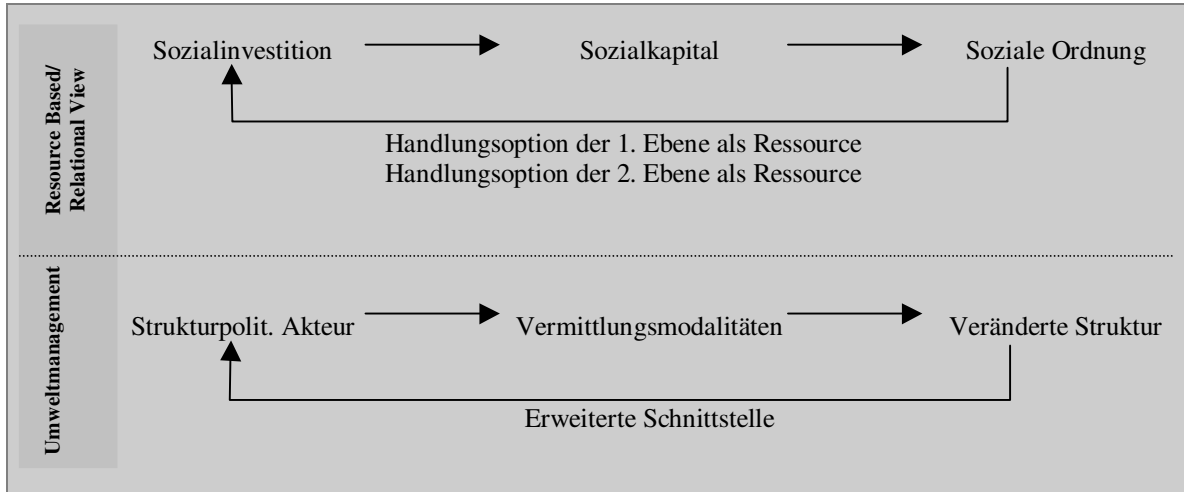 Resource Based/
Relational View
Sozialinvestition Sozialkapital Soziale Ordnung
Handlungsoption der 1. Ebene als Ressource
Handlungsoption der 2. Ebene als Ressource
Umweltmanagement
Strukturpolit. Akteur Vermittlungsmodalitäten Veränderte Struktur
Erweiterte Schnittstelle